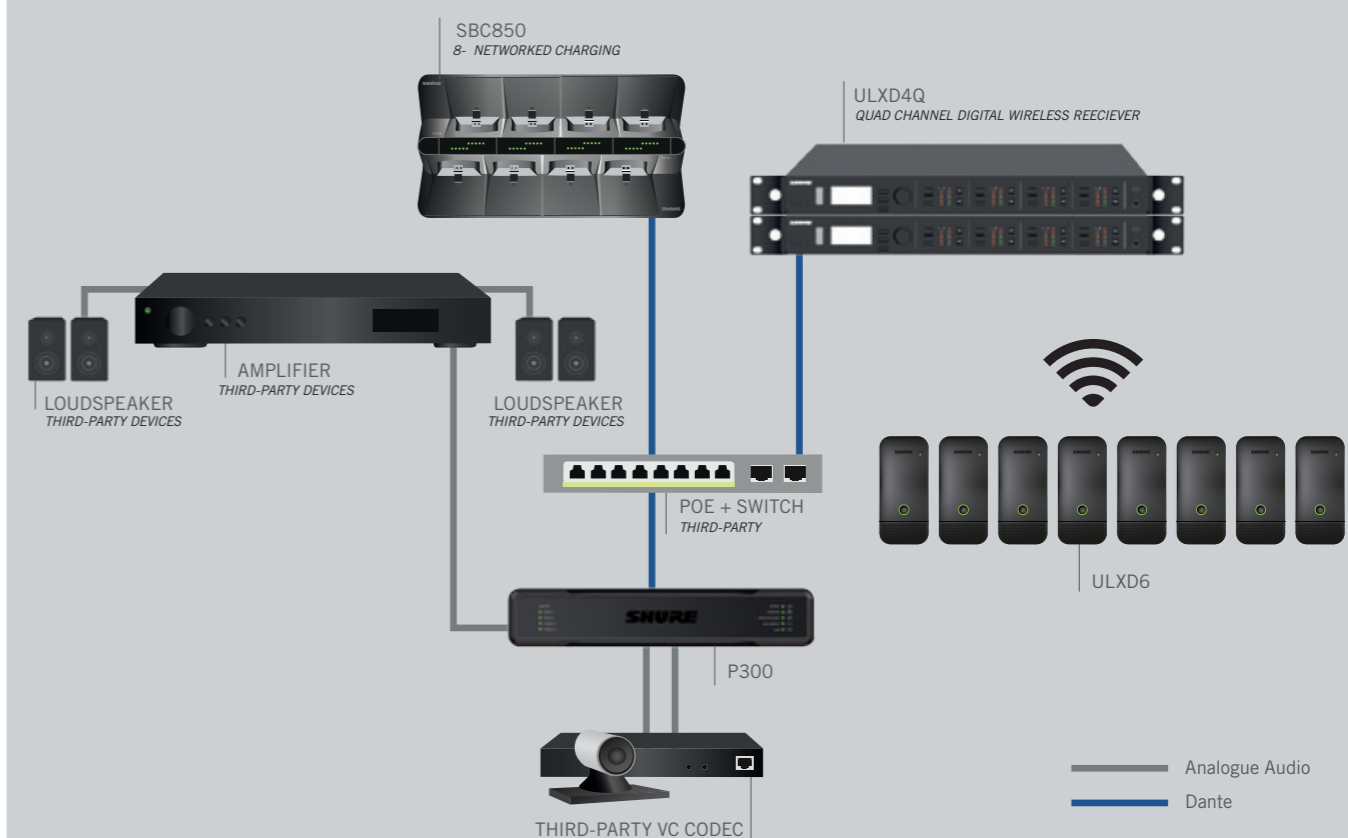 SBC850
8- NETWORKED CHARGING
ULXD4Q
QUAD CHANNEL DIGITAL WIRELESS REECIEVER
AMPLIFIER
THIRD-PARTY DEVICES
LOUDSPEAKER
THIRD-PARTY DEVICES
LOUDSPEAKER
THIRD-PARTY DEVICES
POE + SWITCH
THIRD-PARTY
ULXD6
SHURE
P300
Analogue Audio
Dante
THIRD-PARTY VC CODEC